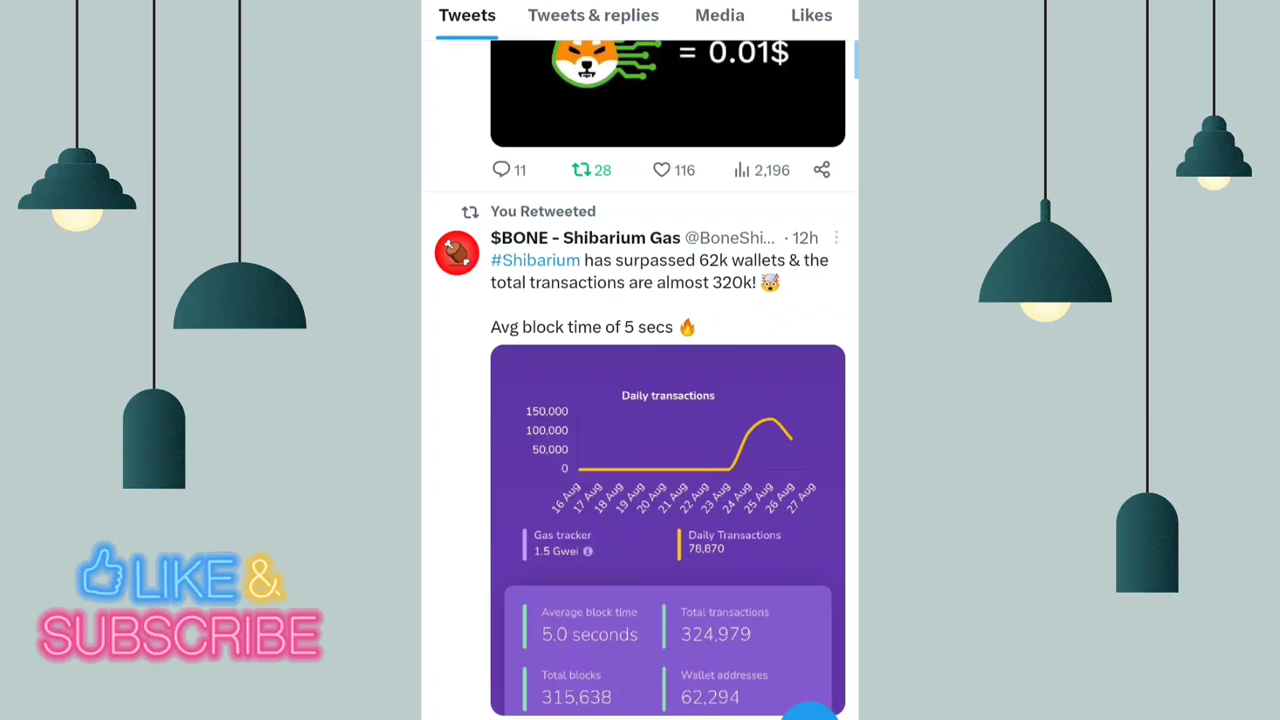 Tweets Tweets & replies Media Likes
= 0.01$
11 28 116 2,196
You Retweeted
$BONE - Shibarium Gas @BoneShi... · 12h
#Shibarium has surpassed 62k wallets & the
total transactions are almost 320k! 🤯
Avg block time of 5 secs 🔥
Daily transactions
150,000
100,000
50,000
0
16 Aug 17 Aug 18 Aug 19 Aug 20 Aug 21 Aug 22 Aug 23 Aug 24 Aug 25 Aug 26 Aug 27 Aug
Gas tracker
1.5 Gwei
Daily Transactions
78,870
Average block time
5.0 seconds
Total transactions
324,979
Total blocks
315,638
Wallet addresses
62,294
LIKE &
SUBSCRIBE